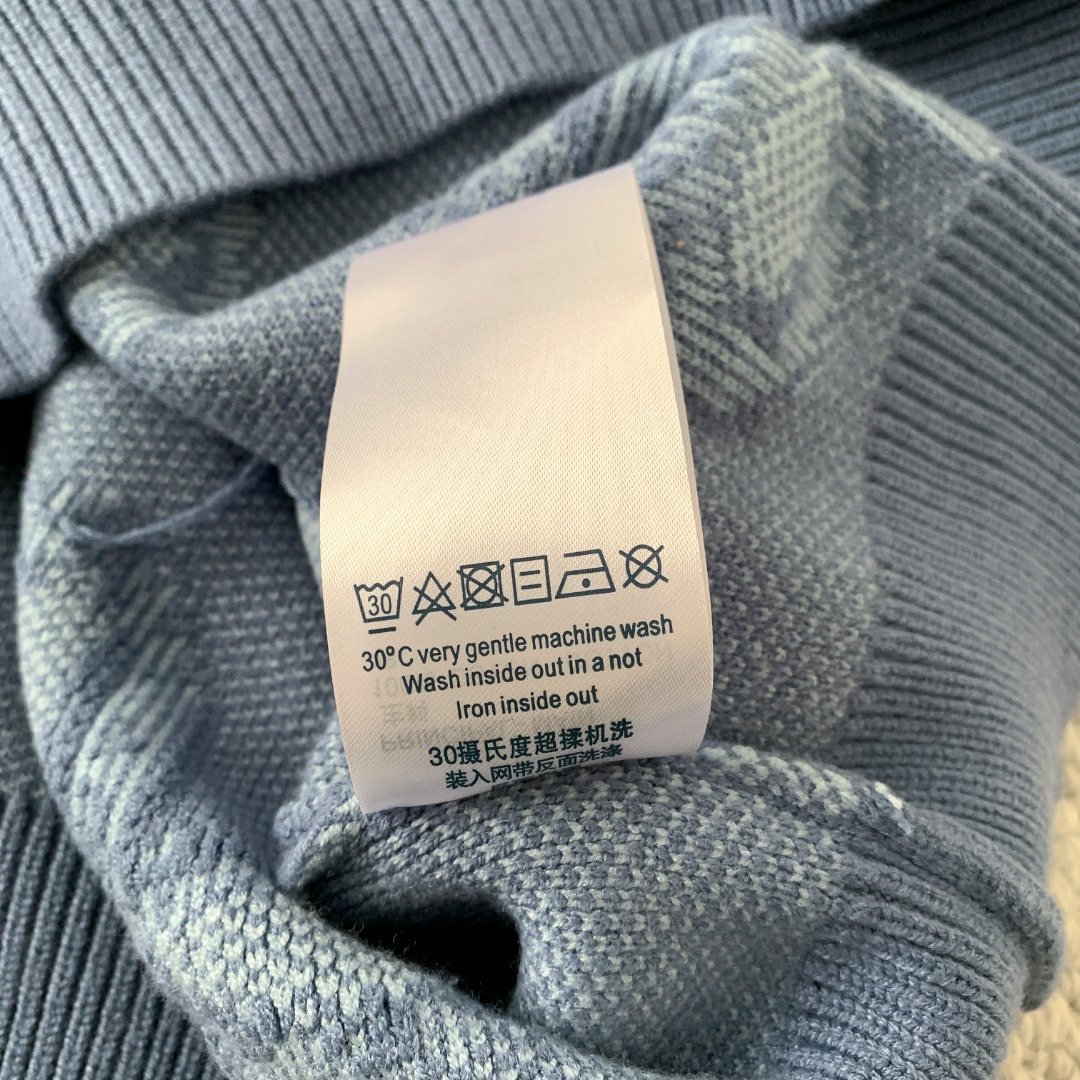 30
30°C very gentle machine wash
Wash inside out in a not
Iron inside out
30摄氏度超揉机洗
装入网带反面洗涤